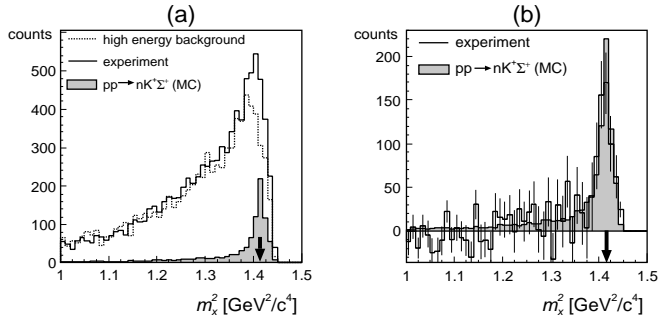 (a)
counts
high energy background
experiment
pp→nK⁺Σ⁺ (MC)
500
400
300
200
100
0
1 1.1 1.2 1.3 1.4 1.5
m²ₓ [GeV²/c⁴]
(b)
counts
experiment
pp→nK⁺Σ⁺ (MC)
200
150
100
50
0
1 1.1 1.2 1.3 1.4 1.5
m²ₓ [GeV²/c⁴]